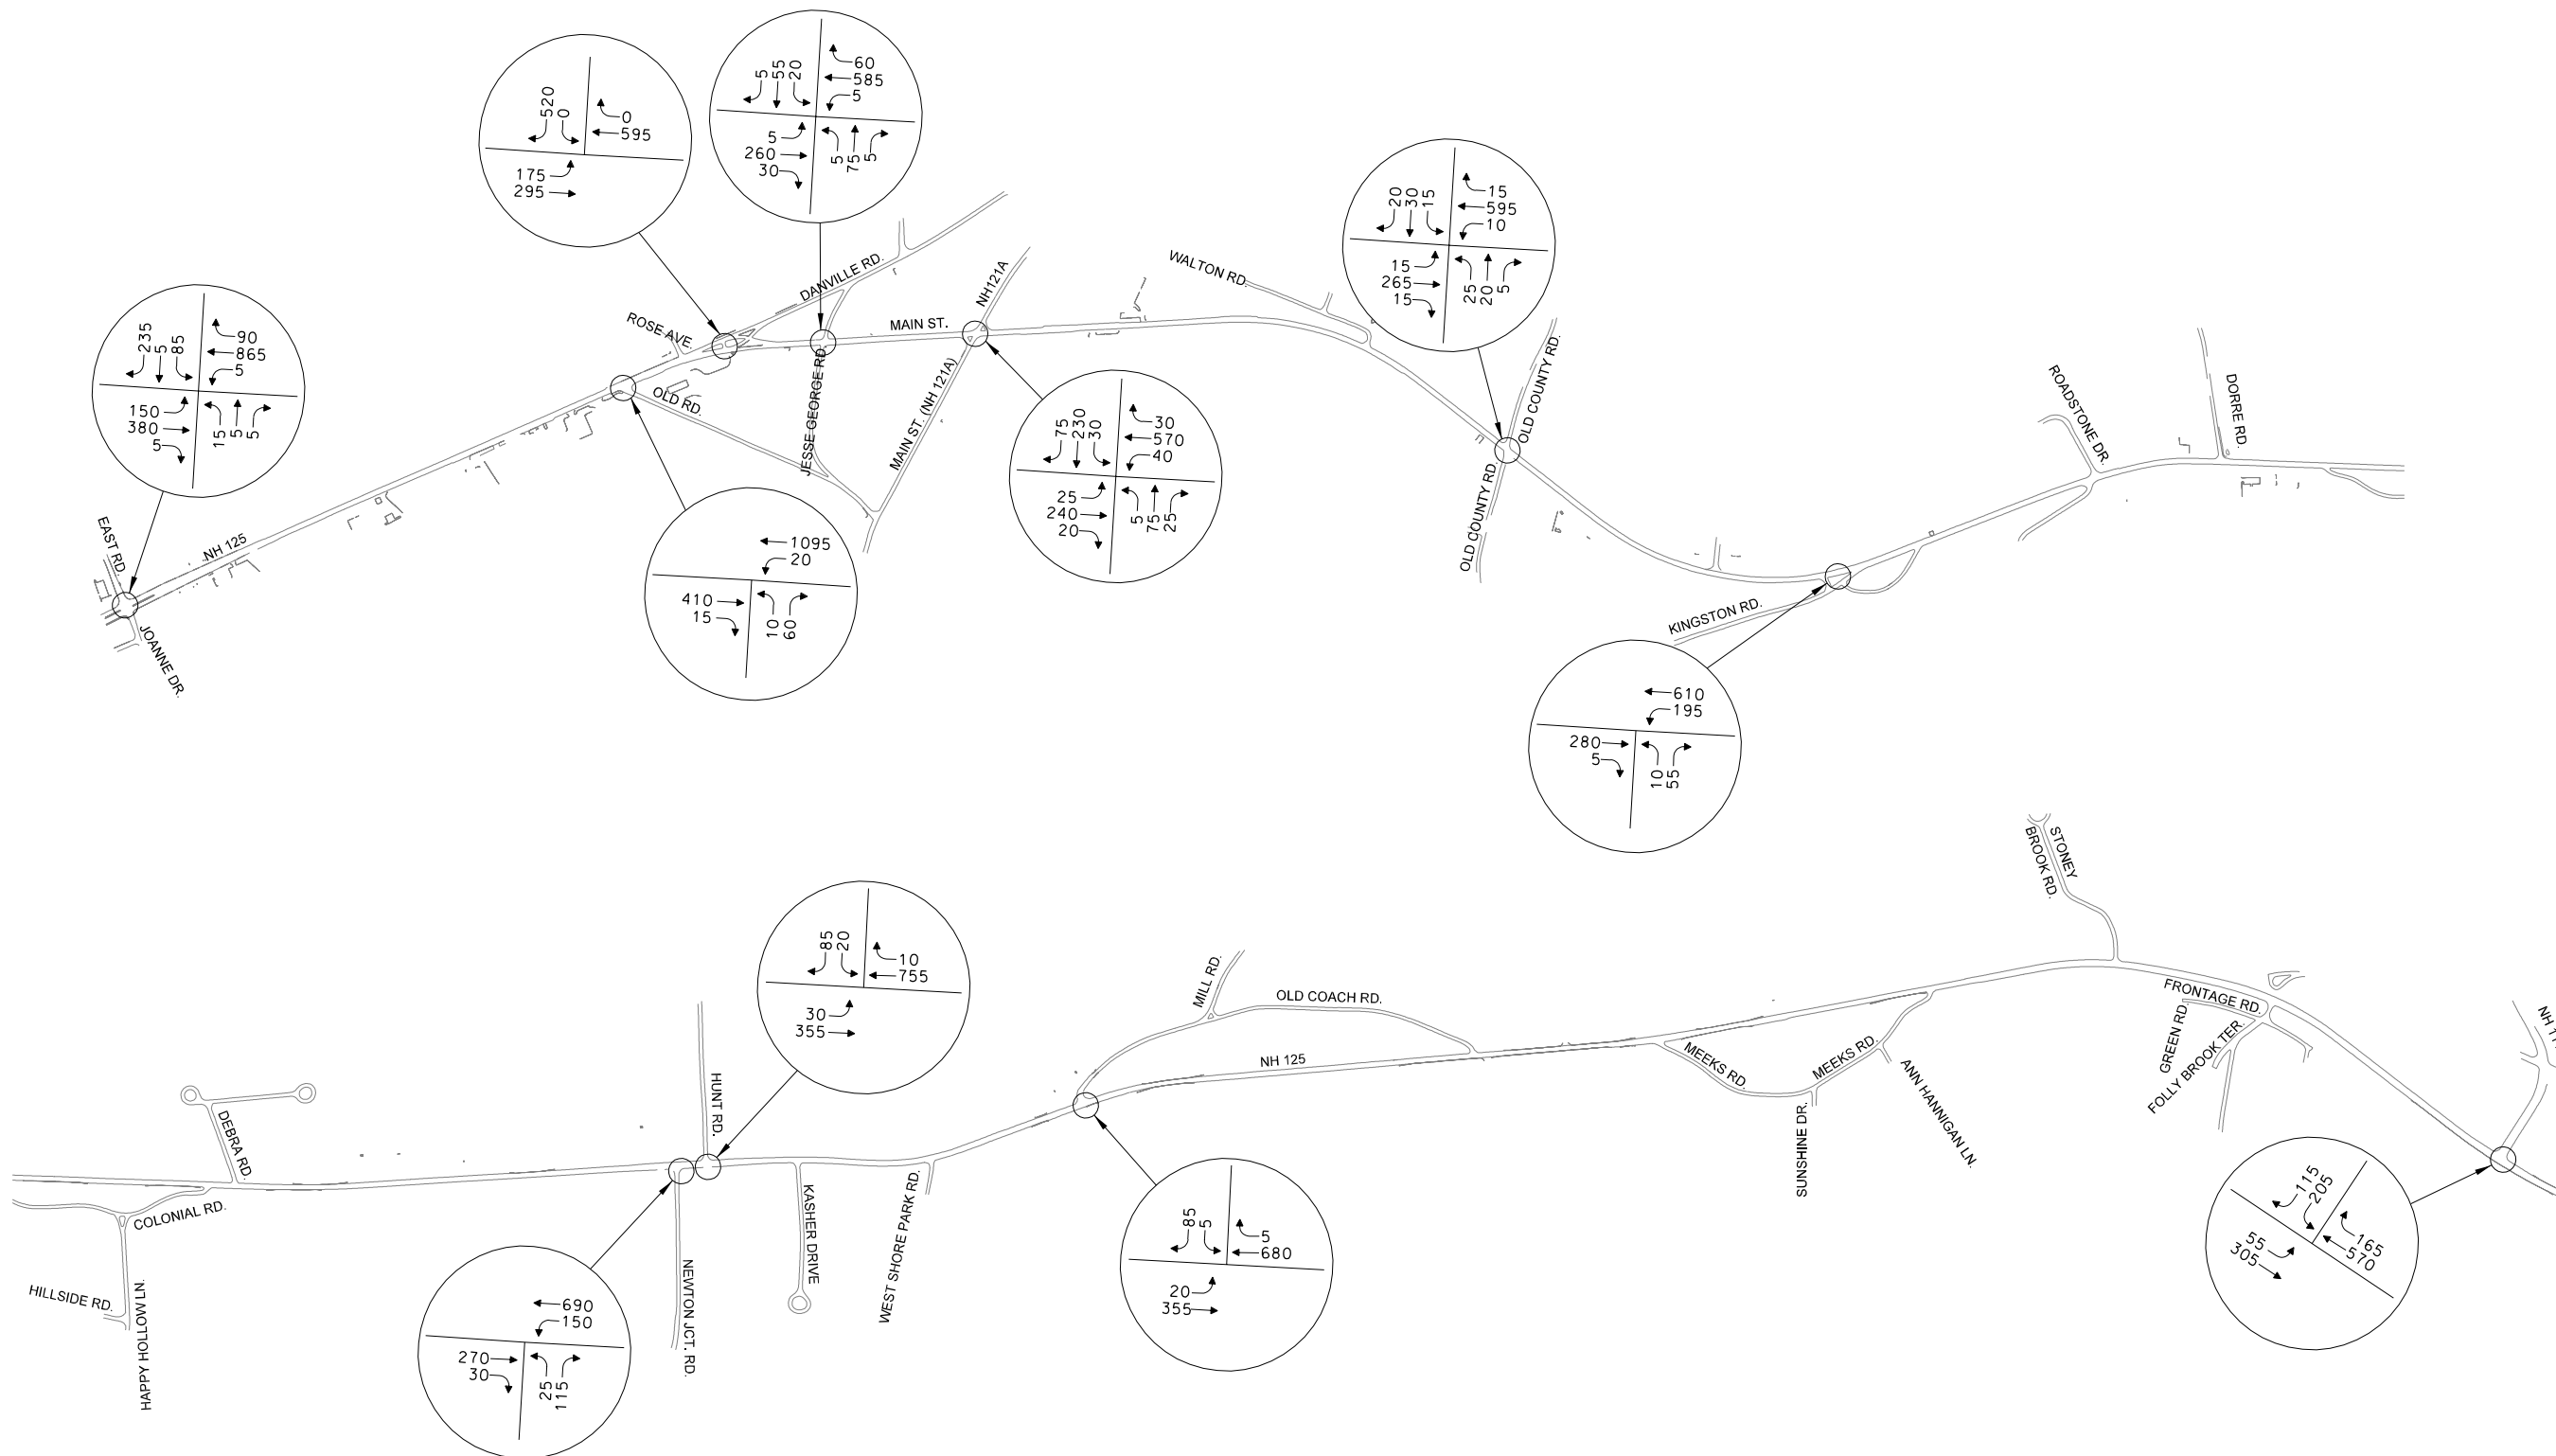 520
0
0
595
175
295
5
55
20
60
585
5
5
260
30
5
75
5
20
30
15
15
595
10
15
265
15
25
20
5
235
5
85
90
865
5
150
380
5
15
5
5
75
230
30
30
570
40
25
240
20
5
75
25
1095
20
410
15
10
60
610
195
280
5
10
55
EAST RD.
JOANNE DR.
NH 125
ROSE AVE.
DANVILLE RD.
OLD RD.
JESSE GEORGE RD
MAIN ST.
NH121A
MAIN ST. (NH 121A)
WALTON RD.
OLD COUNTY RD.
OLD COUNTY RD.
KINGSTON RD.
ROADSTONE DR.
DORRE RD.
85
20
10
755
30
355
690
150
270
30
25
115
85
5
5
680
20
355
115
205
165
570
55
305
DEBRA RD.
COLONIAL RD.
HILLSIDE RD.
HAPPY HOLLOW LN.
HUNT RD.
NEWTON JCT. RD.
KASHER DRIVE
WEST SHORE PARK RD.
MILL RD.
OLD COACH RD.
NH 125
MEEKS RD.
MEEKS RD.
SUNSHINE DR.
ANN HANNIGAN LN.
STONEY
BROOK RD.
FRONTAGE RD.
GREEN RD.
FOLLY BROOK TER.
NH